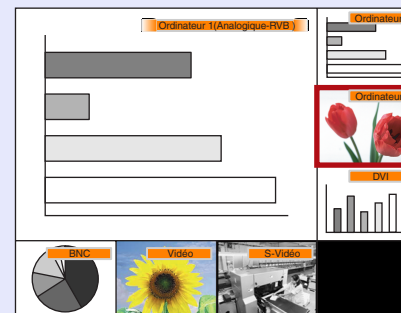 Ordinateur 1(Analogique-RVB )
Ordinateur
Ordinateur
DVI
BNC
Vidéo
S-Vidéo